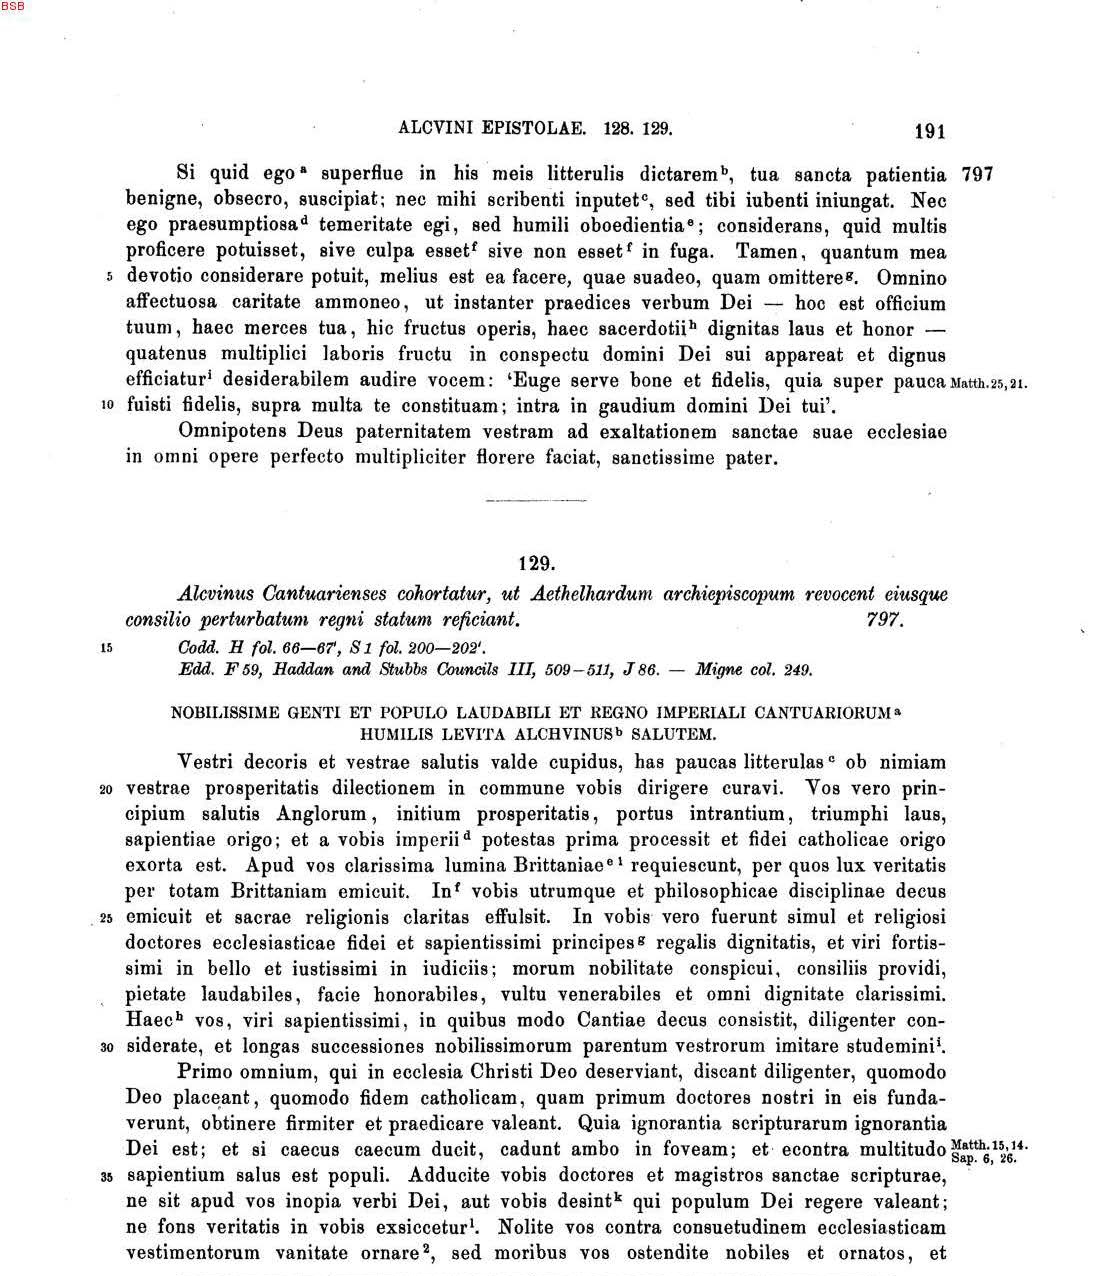 BSB
ALCVINI EPISTOLAE. 128. 129. 191
Si quid ego ᵃ superflue in his meis litterulis dictaremᵇ, tua sancta patientia 797
benigne, obsecro, suscipiat; nec mihi scribenti inputetᶜ, sed tibi iubenti iniungat. Nec
ego praesumptiosaᵈ temeritate egi, sed humili oboedientiaᵉ; considerans, quid multis
proficere potuisset, sive culpa essetᶠ sive non essetᶠ in fuga. Tamen, quantum mea
5 devotio considerare potuit, melius est ea facere, quae suadeo, quam omittereᵍ. Omnino
affectuosa caritate ammoneo, ut instanter praedices verbum Dei — hoc est officium
tuum, haec merces tua, hic fructus operis, haec sacerdotiiʰ dignitas laus et honor —
quatenus multiplici laboris fructu in conspectu domini Dei sui appareat et dignus
efficiaturⁱ desiderabilem audire vocem: ‘Euge serve bone et fidelis, quia super pauca Matth. 25, 21.
10 fuisti fidelis, supra multa te constituam; intra in gaudium domini Dei tui’.
Omnipotens Deus paternitatem vestram ad exaltationem sanctae suae ecclesiae
in omni opere perfecto multipliciter florere faciat, sanctissime pater.
129.
Alcvinus Cantuarienses cohortatur, ut Aethelhardum archiepiscopum revocent eiusque
consilio perturbatum regni statum reficiant. 797.
15 Codd. H fol. 66—67', S 1 fol. 200—202'.
Edd. F 59, Haddan and Stubbs Councils III, 509—511, J 86. — Migne col. 249.
NOBILISSIME GENTI ET POPULO LAUDABILI ET REGNO IMPERIALI CANTUARIORUM ᵃ
HUMILIS LEVITA ALCHVINUS ᵇ SALUTEM.
Vestri decoris et vestrae salutis valde cupidus, has paucas litterulas ᶜ ob nimiam
20 vestrae prosperitatis dilectionem in commune vobis dirigere curavi. Vos vero prin-
cipium salutis Anglorum, initium prosperitatis, portus intrantium, triumphi laus,
sapientiae origo; et a vobis imperii ᵈ potestas prima processit et fidei catholicae origo
exorta est. Apud vos clarissima lumina Brittaniae ᵉ ¹ requiescunt, per quos lux veritatis
per totam Brittaniam emicuit. Inᶠ vobis utrumque et philosophicae disciplinae decus
25 emicuit et sacrae religionis claritas effulsit. In vobis vero fuerunt simul et religiosi
doctores ecclesiasticae fidei et sapientissimi principes ᵍ regalis dignitatis, et viri fortis-
simi in bello et iustissimi in iudiciis; morum nobilitate conspicui, consiliis providi,
pietate laudabiles, facie honorabiles, vultu venerabiles et omni dignitate clarissimi.
Haecʰ vos, viri sapientissimi, in quibus modo Cantiae decus consistit, diligenter con-
30 siderate, et longas successiones nobilissimorum parentum vestrorum imitare studeminiⁱ.
Primo omnium, qui in ecclesia Christi Deo deserviant, discant diligenter, quomodo
Deo placeant, quomodo fidem catholicam, quam primum doctores nostri in eis funda-
verunt, obtinere firmiter et praedicare valeant. Quia ignorantia scripturarum ignorantia
Dei est; et si caecus caecum ducit, cadunt ambo in foveam; et econtra multitudo Matth. 15, 14. Sap. 6, 26.
35 sapientium salus est populi. Adducite vobis doctores et magistros sanctae scripturae,
ne sit apud vos inopia verbi Dei, aut vobis desintᵏ qui populum Dei regere valeant;
ne fons veritatis in vobis exsicceturˡ. Nolite vos contra consuetudinem ecclesiasticam
vestimentorum vanitate ornare ², sed moribus vos ostendite nobiles et ornatos, et